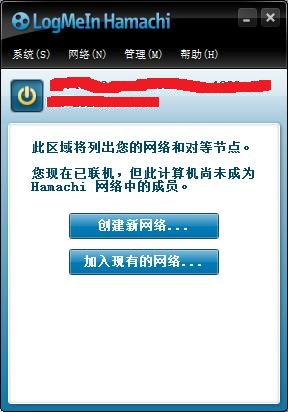 LogMeIn Hamachi
系统(S) 网络(N) 管理(M) 帮助(H)
此区域将列出您的网络和对等节点。
您现在已联机，但此计算机尚未成为
Hamachi 网络中的成员。
创建新网络...
加入现有的网络...